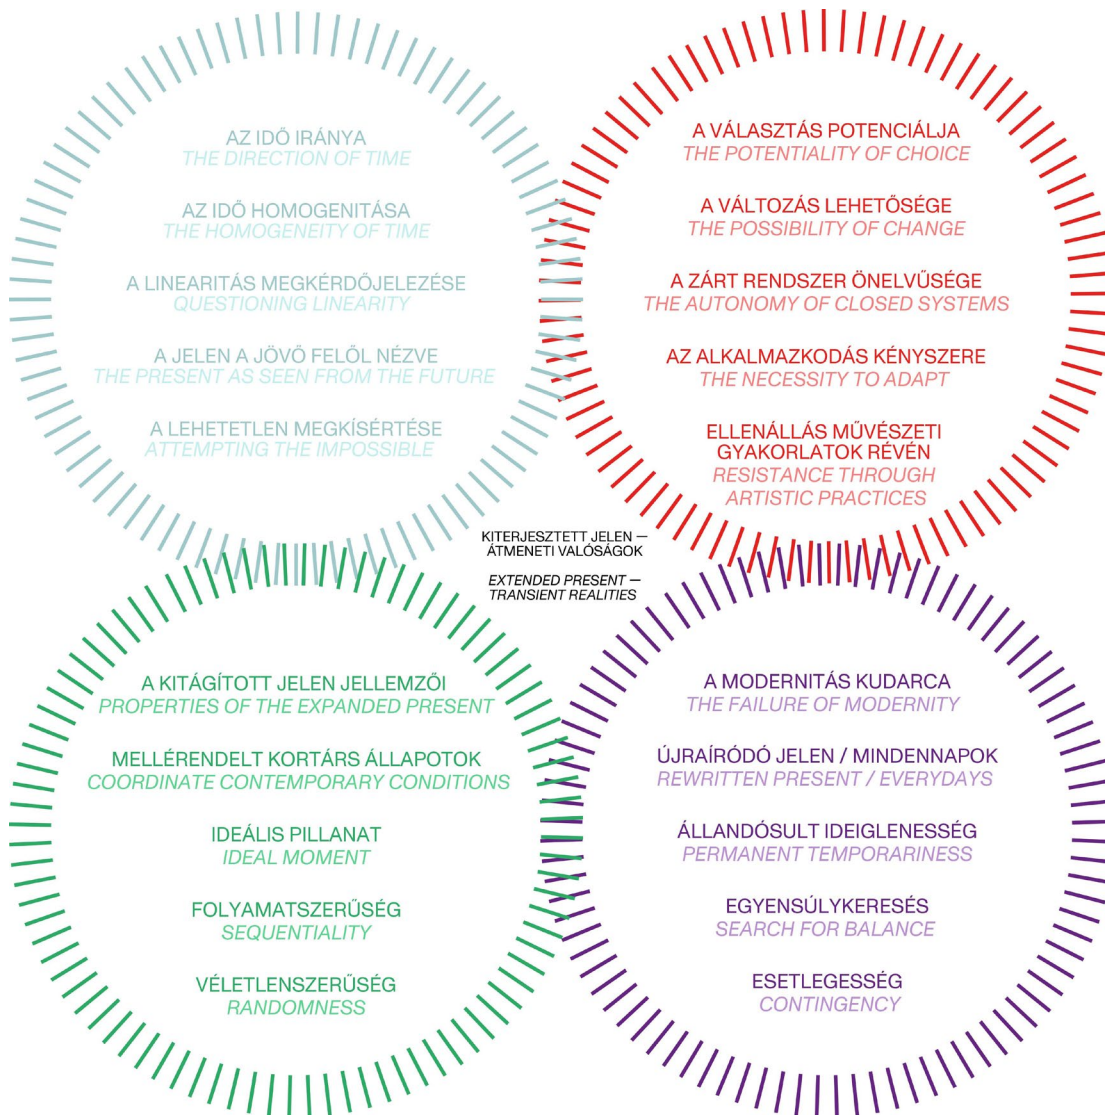 AZ IDŐ IRÁNYA
THE DIRECTION OF TIME
AZ IDŐ HOMOGENITÁSA
THE HOMOGENEITY OF TIME
A LINEARITÁS MEGKÉRDŐJELEZÉSE
QUESTIONING LINEARITY
A JELEN A JÖVŐ FELŐL NÉZVE
THE PRESENT AS SEEN FROM THE FUTURE
A LEHETETLEN MEGKÍSÉRTÉSE
ATTEMPTING THE IMPOSSIBLE
A VÁLASZTÁS POTENCIÁLJA
THE POTENTIALITY OF CHOICE
A VÁLTOZÁS LEHETŐSÉGE
THE POSSIBILITY OF CHANGE
A ZÁRT RENDSZER ÖNELVŰSÉGE
THE AUTONOMY OF CLOSED SYSTEMS
AZ ALKALMAZKODÁS KÉNYSZERE
THE NECESSITY TO ADAPT
ELLENÁLLÁS MŰVÉSZETI
GYAKORLATOK RÉVÉN
RESISTANCE THROUGH
ARTISTIC PRACTICES
KITERJESZTETT JELEN —
ÁTMENETI VALÓSÁGOK
EXTENDED PRESENT —
TRANSIENT REALITIES
A KITÁGÍTOTT JELEN JELLEMZŐI
PROPERTIES OF THE EXPANDED PRESENT
MELLÉRENDELT KORTÁRS ÁLLAPOTOK
COORDINATE CONTEMPORARY CONDITIONS
IDEÁLIS PILLANAT
IDEAL MOMENT
FOLYAMATSZERŰSÉG
SEQUENTIALITY
VÉLETLENSZERŰSÉG
RANDOMNESS
A MODERNITÁS KUDARCA
THE FAILURE OF MODERNITY
ÚJRAÍRÓDÓ JELEN / MINDENNAPOK
REWRITTEN PRESENT / EVERYDAYS
ÁLLANDÓSULT IDEIGLENESSÉG
PERMANENT TEMPORARINESS
EGYENSÚLYKERESÉS
SEARCH FOR BALANCE
ESETLEGESSÉG
CONTINGENCY